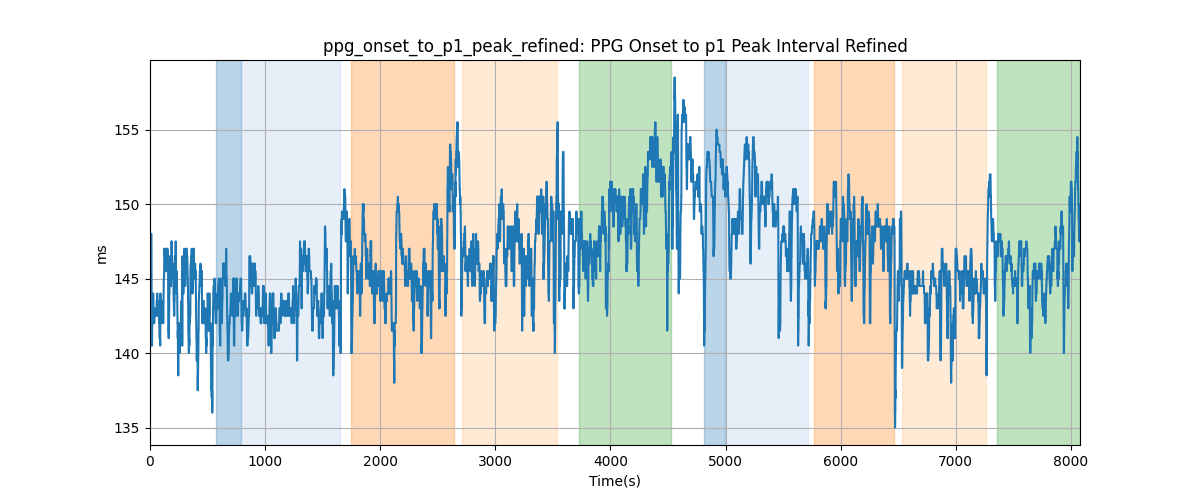 ppg_onset_to_p1_peak_refined: PPG Onset to p1 Peak Interval Refined
155
150
145
140
135
ms
0 1000 2000 3000 4000 5000 6000 7000 8000
Time(s)